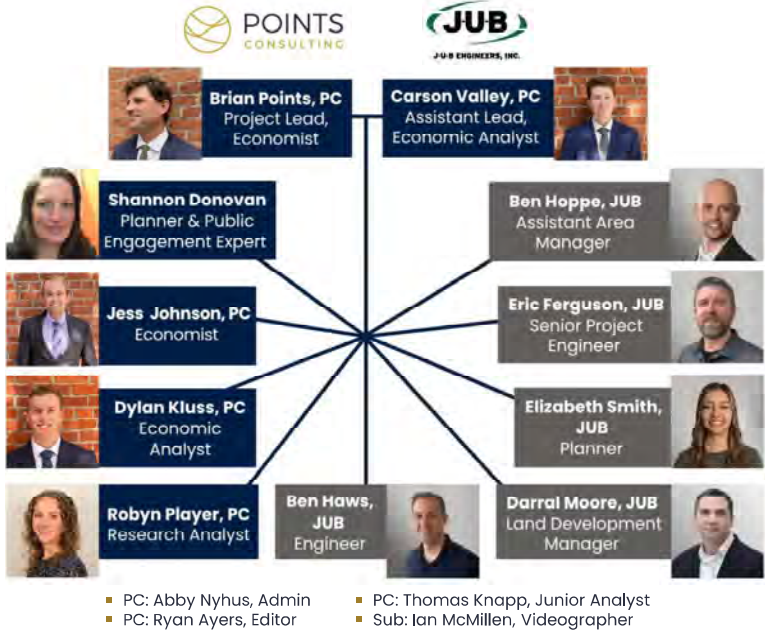 POINTS
CONSULTING
J-U-B
J-U-B ENGINEERS, INC.
Brian Points, PC
Project Lead,
Economist
Carson Valley, PC
Assistant Lead,
Economic Analyst
Shannon Donovan
Planner & Public
Engagement Expert
Ben Hoppe, JUB
Assistant Area
Manager
Jess Johnson, PC
Economist
Eric Ferguson, JUB
Senior Project
Engineer
Dylan Kluss, PC
Economic
Analyst
Elizabeth Smith,
JUB
Planner
Robyn Player, PC
Research Analyst
Ben Haws,
JUB
Engineer
Darral Moore, JUB
Land Development
Manager
PC: Abby Nyhus, Admin
PC: Ryan Ayers, Editor
PC: Thomas Knapp, Junior Analyst
Sub: Ian McMillen, Videographer